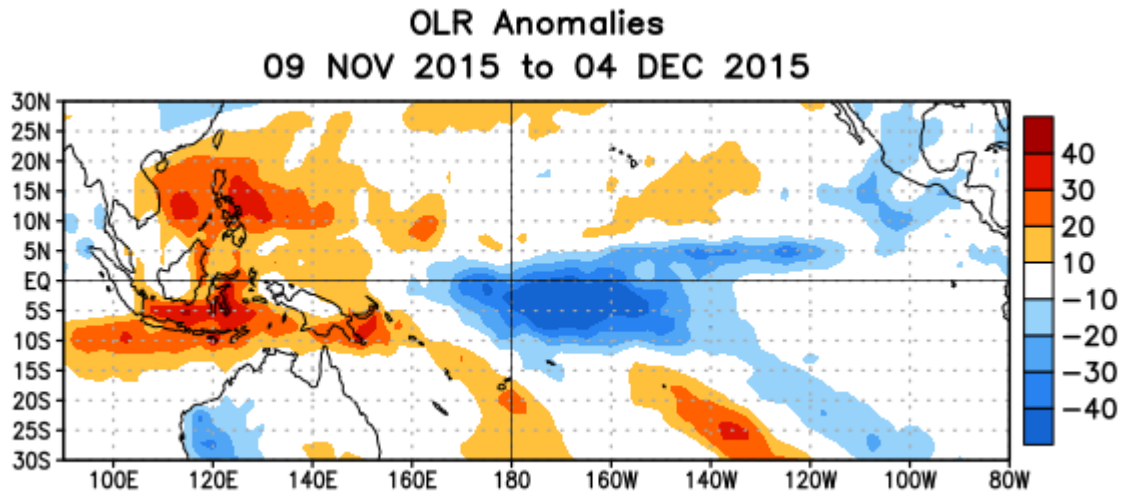 OLR Anomalies
09 NOV 2015 to 04 DEC 2015
30N
25N
20N
15N
10N
5N
EQ
5S
10S
15S
20S
25S
30S
100E 120E 140E 160E 180 160W 140W 120W 100W 80W
40
30
20
10
−10
−20
−30
−40